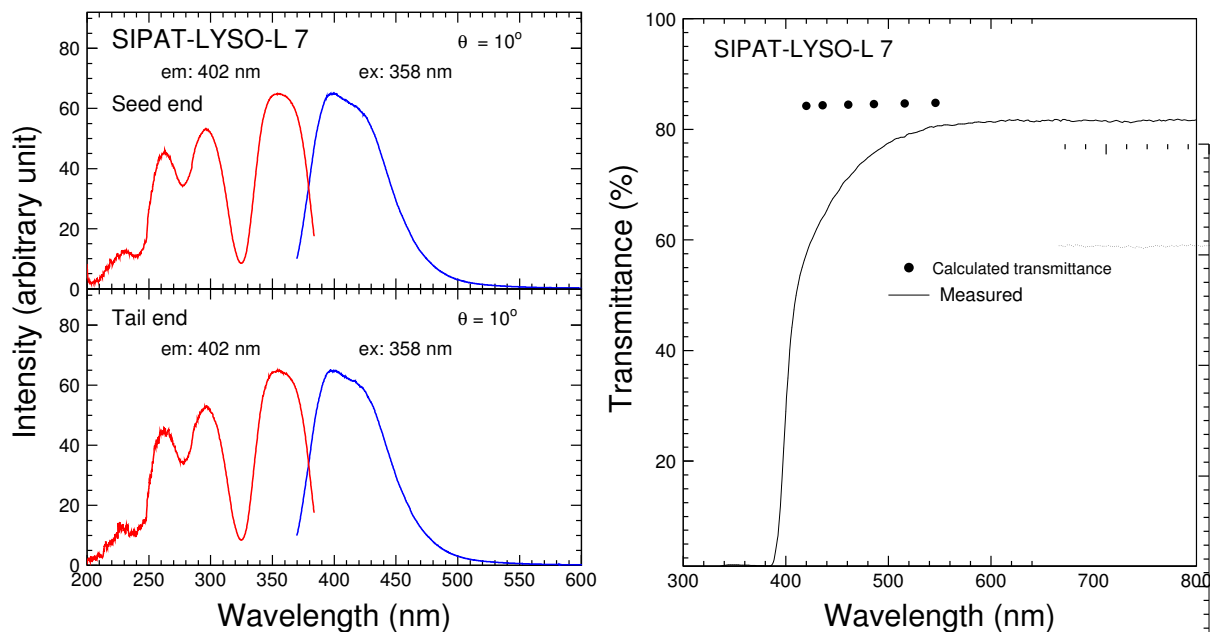 SIPAT-LYSO-L 7
θ = 10°
em: 402 nm
ex: 358 nm
Seed end
80
60
40
20
0
Tail end
θ = 10°
em: 402 nm
ex: 358 nm
80
60
40
20
0
200 250 300 350 400 450 500 550 600
Intensity (arbitrary unit)
Wavelength (nm)
SIPAT-LYSO-L 7
100
80
60
40
20
Calculated transmittance
Measured
300 400 500 600 700 800
Transmittance (%)
Wavelength (nm)